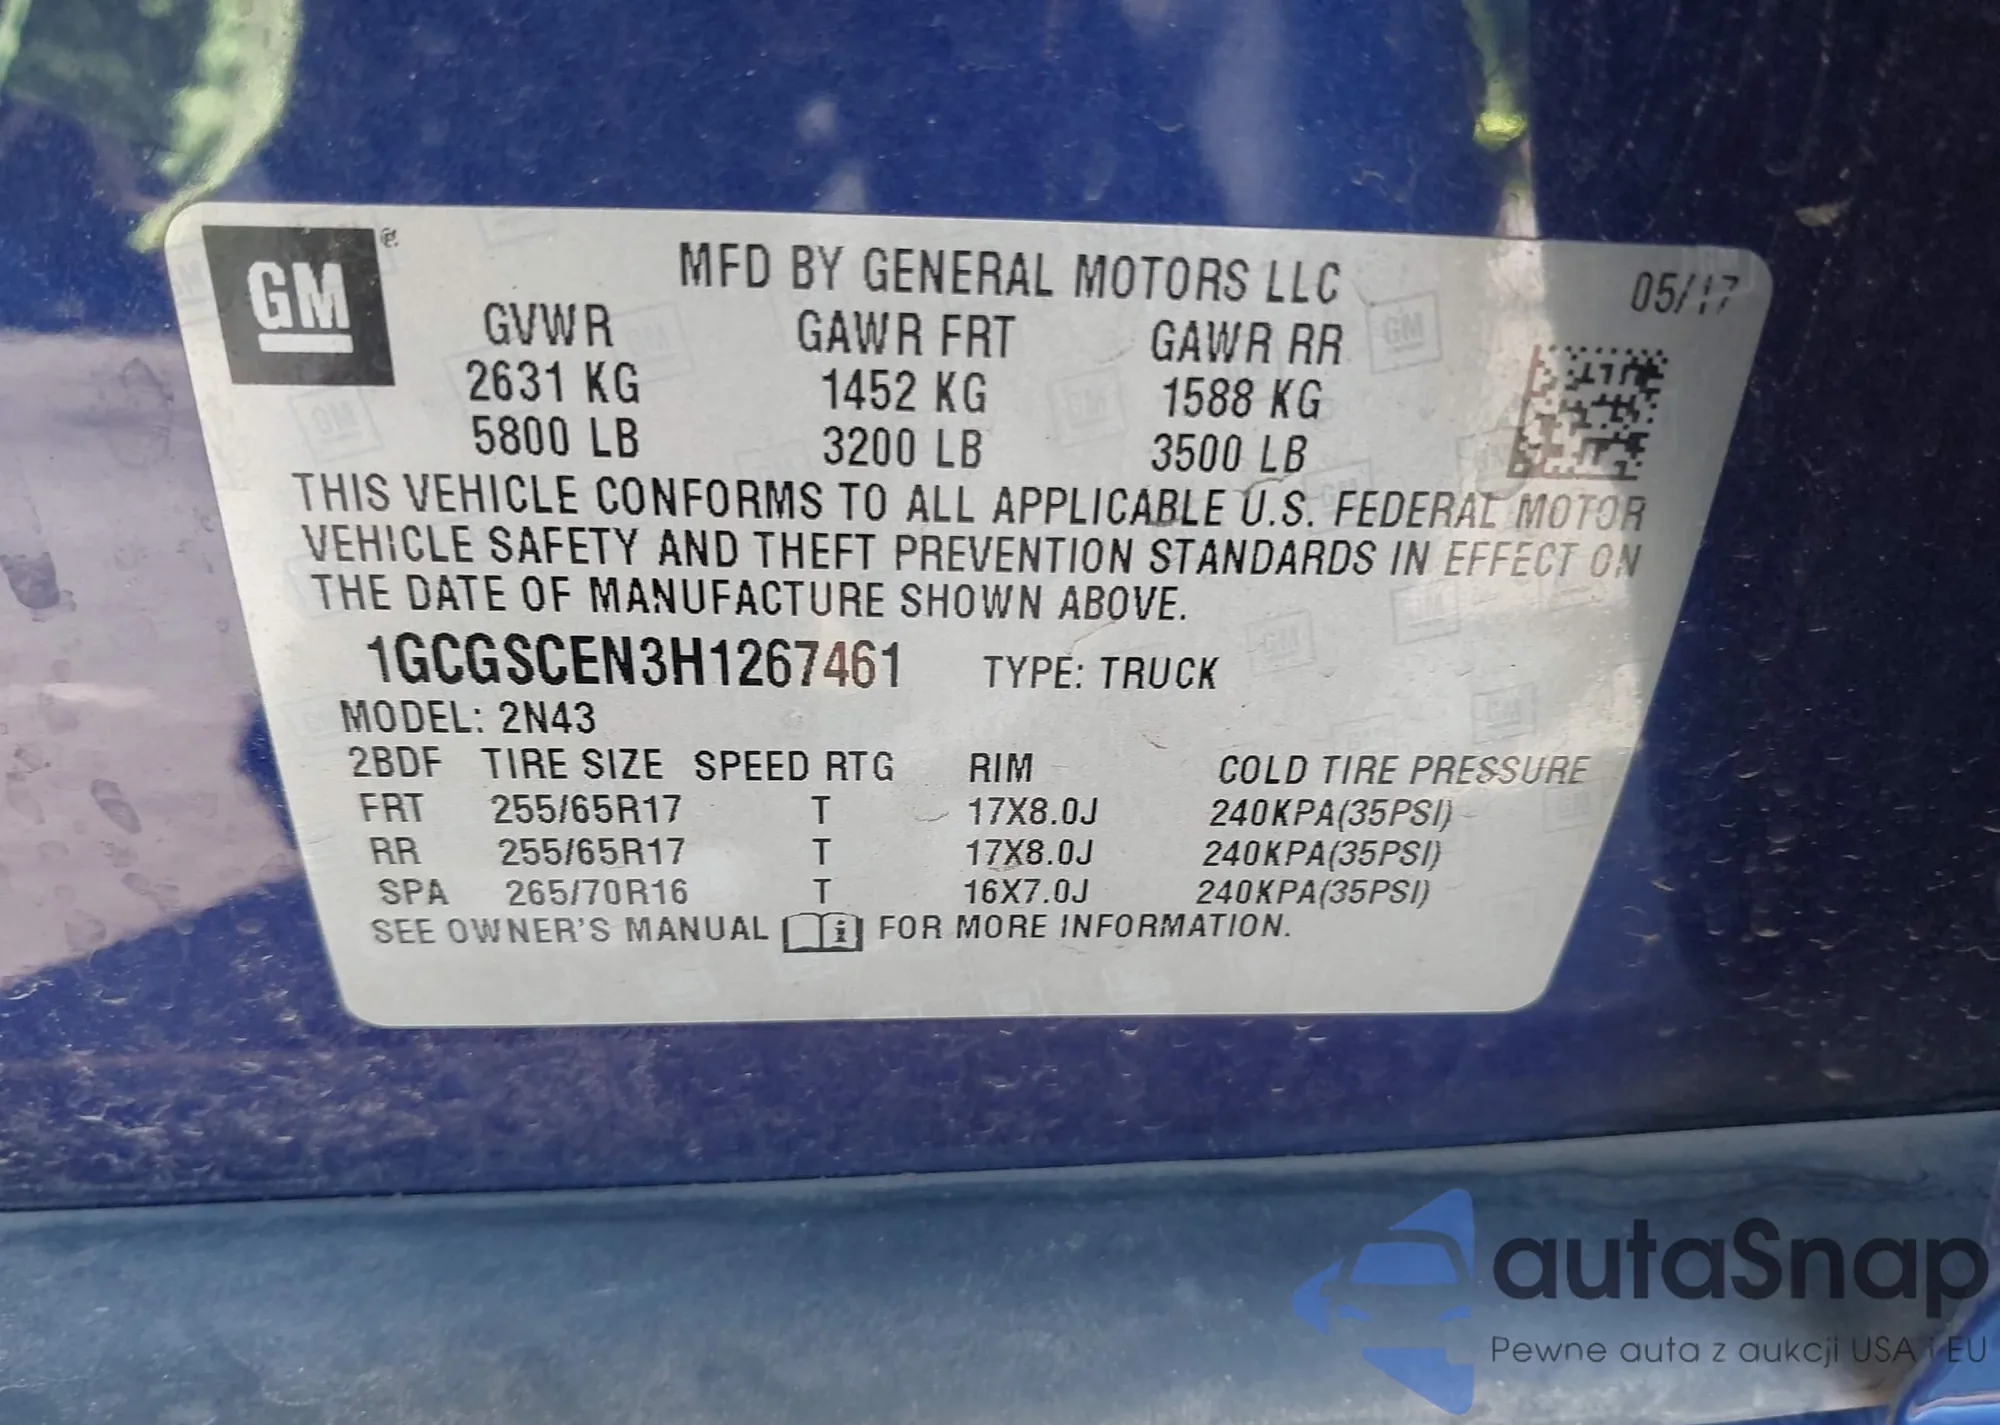 GM
MFD BY GENERAL MOTORS LLC
05/17
GVWR GAWR FRT GAWR RR
2631 KG 1452 KG 1588 KG
5800 LB 3200 LB 3500 LB
THIS VEHICLE CONFORMS TO ALL APPLICABLE U.S. FEDERAL MOTOR
VEHICLE SAFETY AND THEFT PREVENTION STANDARDS IN EFFECT ON
THE DATE OF MANUFACTURE SHOWN ABOVE.
1GCGSCEN3H1267461 TYPE: TRUCK
MODEL: 2N43
2BDF TIRE SIZE SPEED RTG RIM COLD TIRE PRESSURE
FRT 255/65R17 T 17X8.0J 240KPA(35PSI)
RR 255/65R17 T 17X8.0J 240KPA(35PSI)
SPA 265/70R16 T 16X7.0J 240KPA(35PSI)
SEE OWNER'S MANUAL FOR MORE INFORMATION.
autaSnap
Pewne auta z aukcji USA i EU